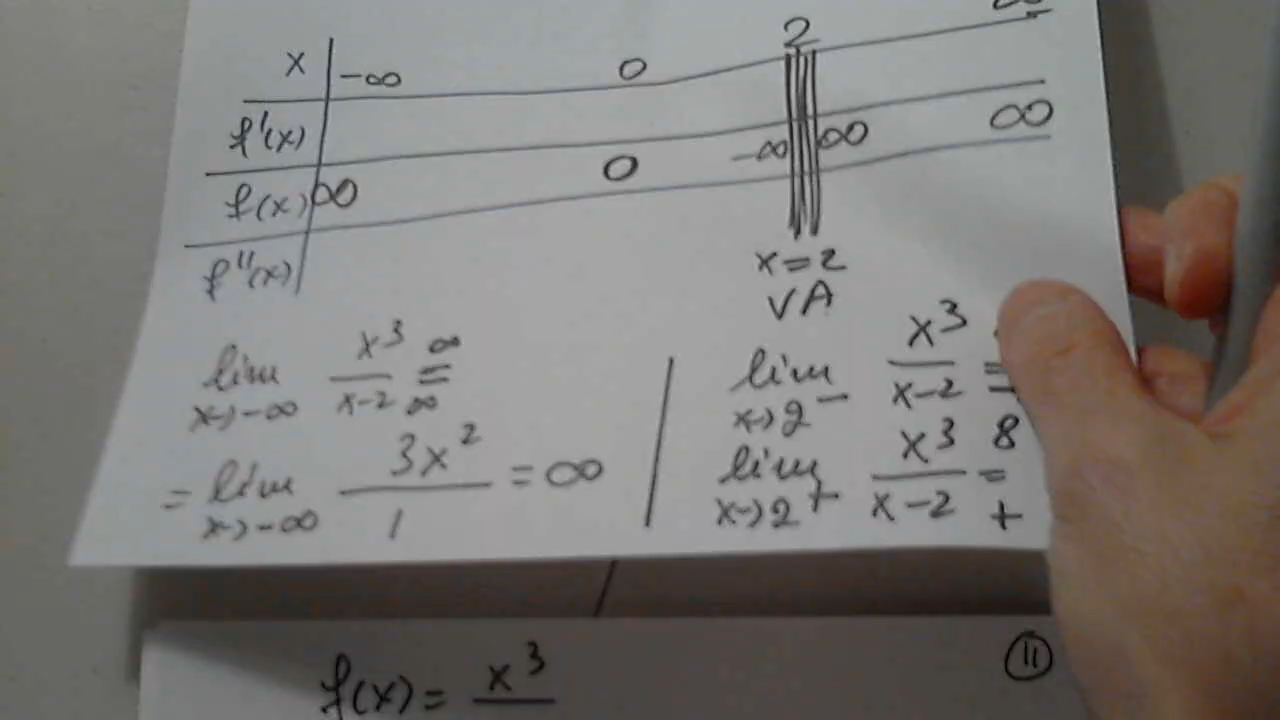 x -∞ 0 2
f'(x)
f(x) ∞ 0 -∞ ∞ ∞
f''(x)
x=2
VA
lim x→-∞ x³/x-2 = ∞/∞
= lim x→-∞ 3x²/1 = ∞
lim x→2⁻ x³/x-2 =
lim x→2⁺ x³/x-2 = 8/+
11
f(x) = x³